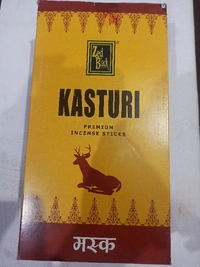 Zed Black
KASTURI
PREMIUM
INCENSE STICKS
मस्क